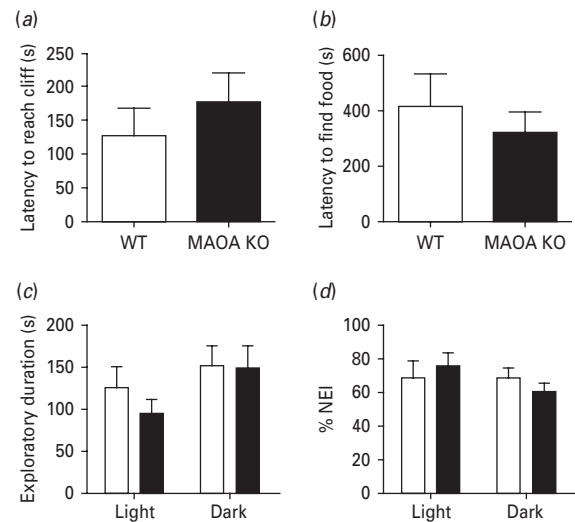 (a)
Latency to reach cliff (s)
250
200
150
100
50
0
WT MAOA KO
(b)
Latency to find food (s)
600
400
200
0
WT MAOA KO
(c)
Exploratory duration (s)
200
150
100
50
0
Light Dark
(d)
% NEI
100
80
60
40
20
0
Light Dark